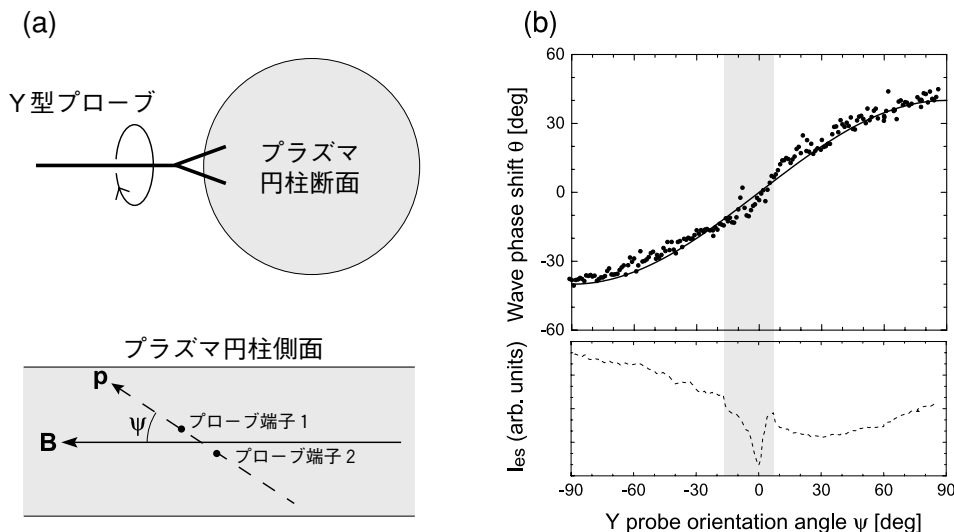 (a)
Y型プローブ
プラズマ
円柱断面
プラズマ円柱側面
p
ψ
B
プローブ端子1
プローブ端子2
(b)
Wave phase shift θ [deg]
60
30
0
-30
-60
I_es (arb. units)
-90
-60
-30
0
30
60
90
Y probe orientation angle ψ [deg]